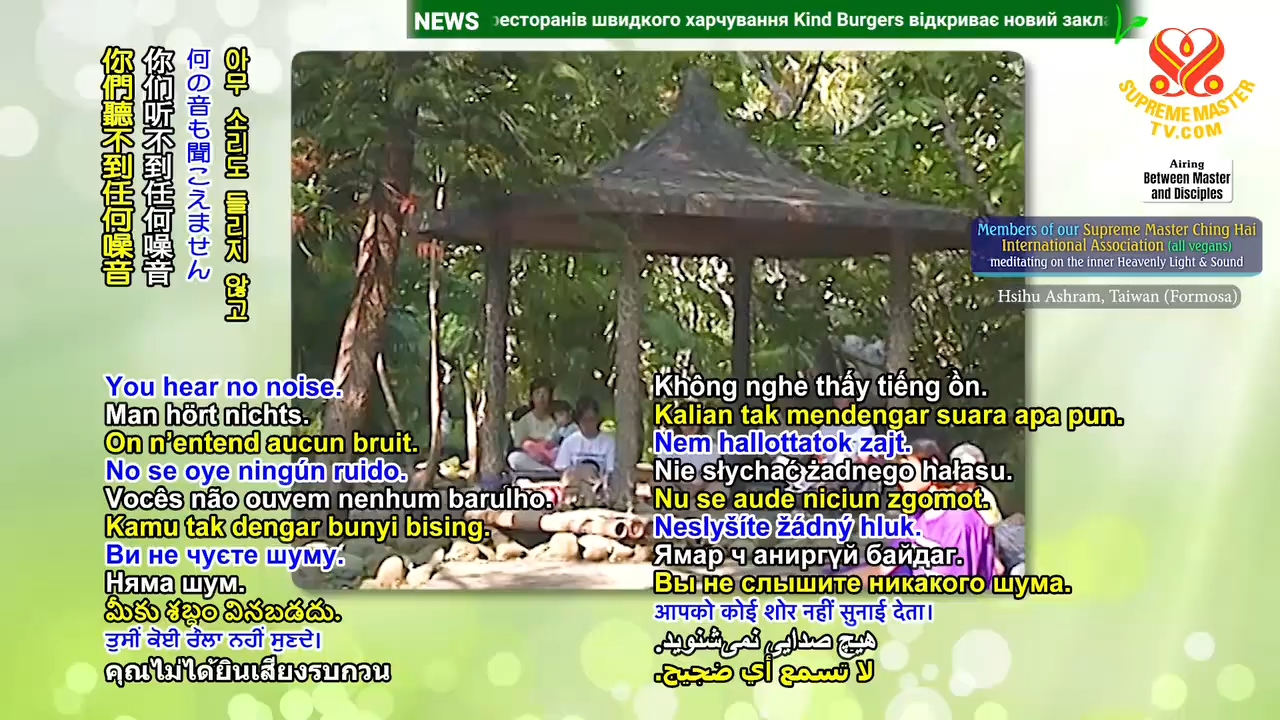 NEWS
ресторанів швидкого харчування Kind Burgers відкриває новий закла
SUPREME MASTER
TV.COM
Airing
Between Master
and Disciples
Members of our Supreme Master Ching Hai
International Association (all vegans)
meditating on the inner Heavenly Light & Sound
Hsihu Ashram, Taiwan (Formosa)
아무 소리도 들리지 않고
何の音も聞こえません
你们听不到任何噪音
你們聽不到任何噪音
You hear no noise.
Man hört nichts.
On n’entend aucun bruit.
No se oye ningún ruido.
Vocês não ouvem nenhum barulho.
Kamu tak dengar bunyi bising.
Ви не чуєте шуму.
Няма шум.
మీకు శబ్దం వినబడదు.
ਤੁਸੀਂ ਕੋਈ ਰੌਲਾ ਨਹੀਂ ਸੁਣਦੇ।
คุณไม่ได้ยินเสียงรบกวน
Không nghe thấy tiếng ồn.
Kalian tak mendengar suara apa pun.
Nem hallottatok zajt.
Nie słychać żadnego hałasu.
Nu se aude niciun zgomot.
Neslyšíte žádný hluk.
Ямар ч анир​гүй байдаг.
Вы не слышите никакого шума.
आपको कोई शोर नहीं सुनाई देता।
هیچ صدایی نمی‌شنوید.
لا تسمع أي ضجيج.